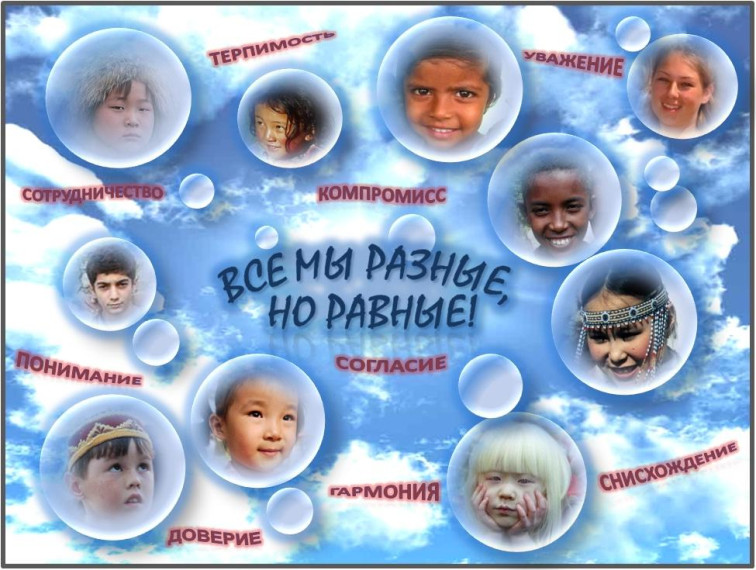 ТЕРПИМОСТЬ
УВАЖЕНИЕ
СОТРУДНИЧЕСТВО
КОМПРОМИСС
ВСЕ МЫ РАЗНЫЕ,
НО РАВНЫЕ!
ПОНИМАНИЕ
СОГЛАСИЕ
СНИСХОЖДЕНИЕ
ГАРМОНИЯ
ДОВЕРИЕ